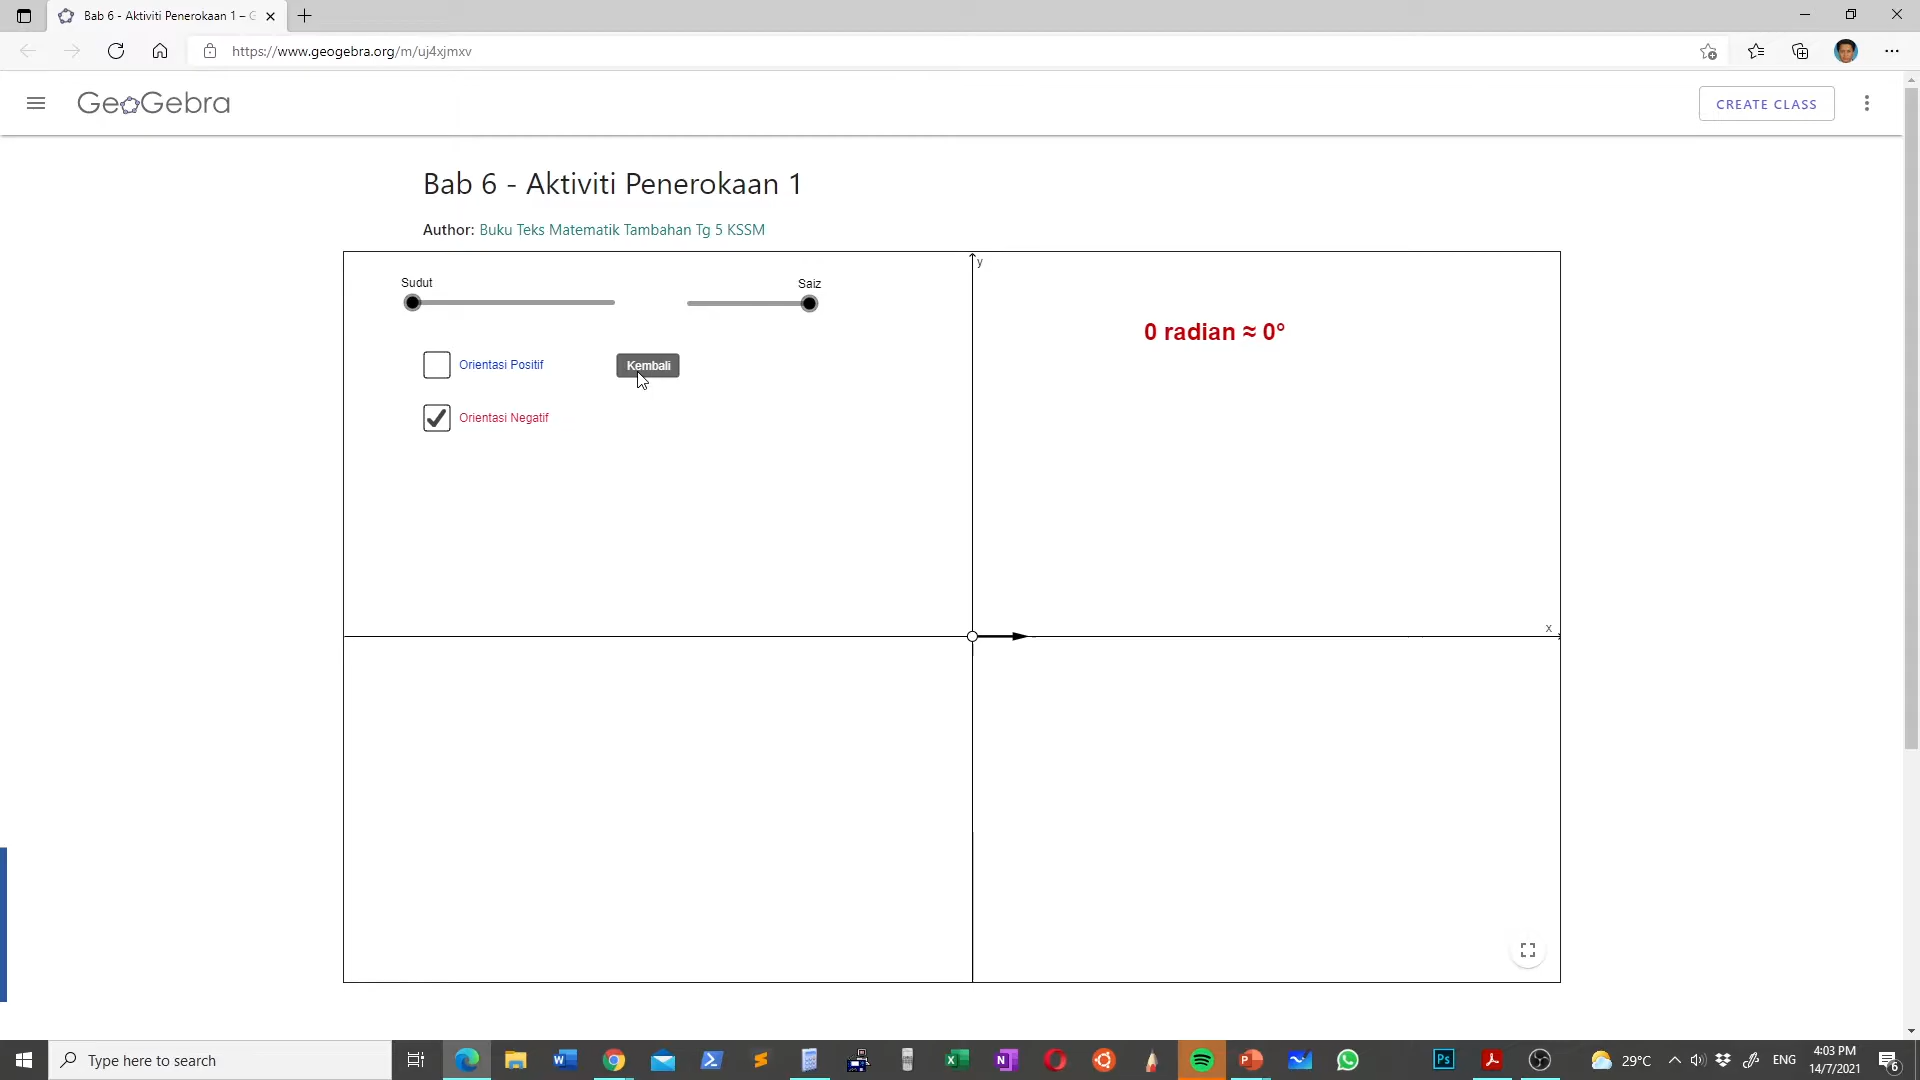 Bab 6 - Aktiviti Penerokaan 1 – G
https://www.geogebra.org/m/uj4xjmxv
GeoGebra
CREATE CLASS
Bab 6 - Aktiviti Penerokaan 1
Author: Buku Teks Matematik Tambahan Tg 5 KSSM
Sudut
Saiz
y
0 radian ≈ 0°
Orientasi Positif
Kembali
Orientasi Negatif
x
Type here to search
29°C
ENG
4:03 PM
14/7/2021
6